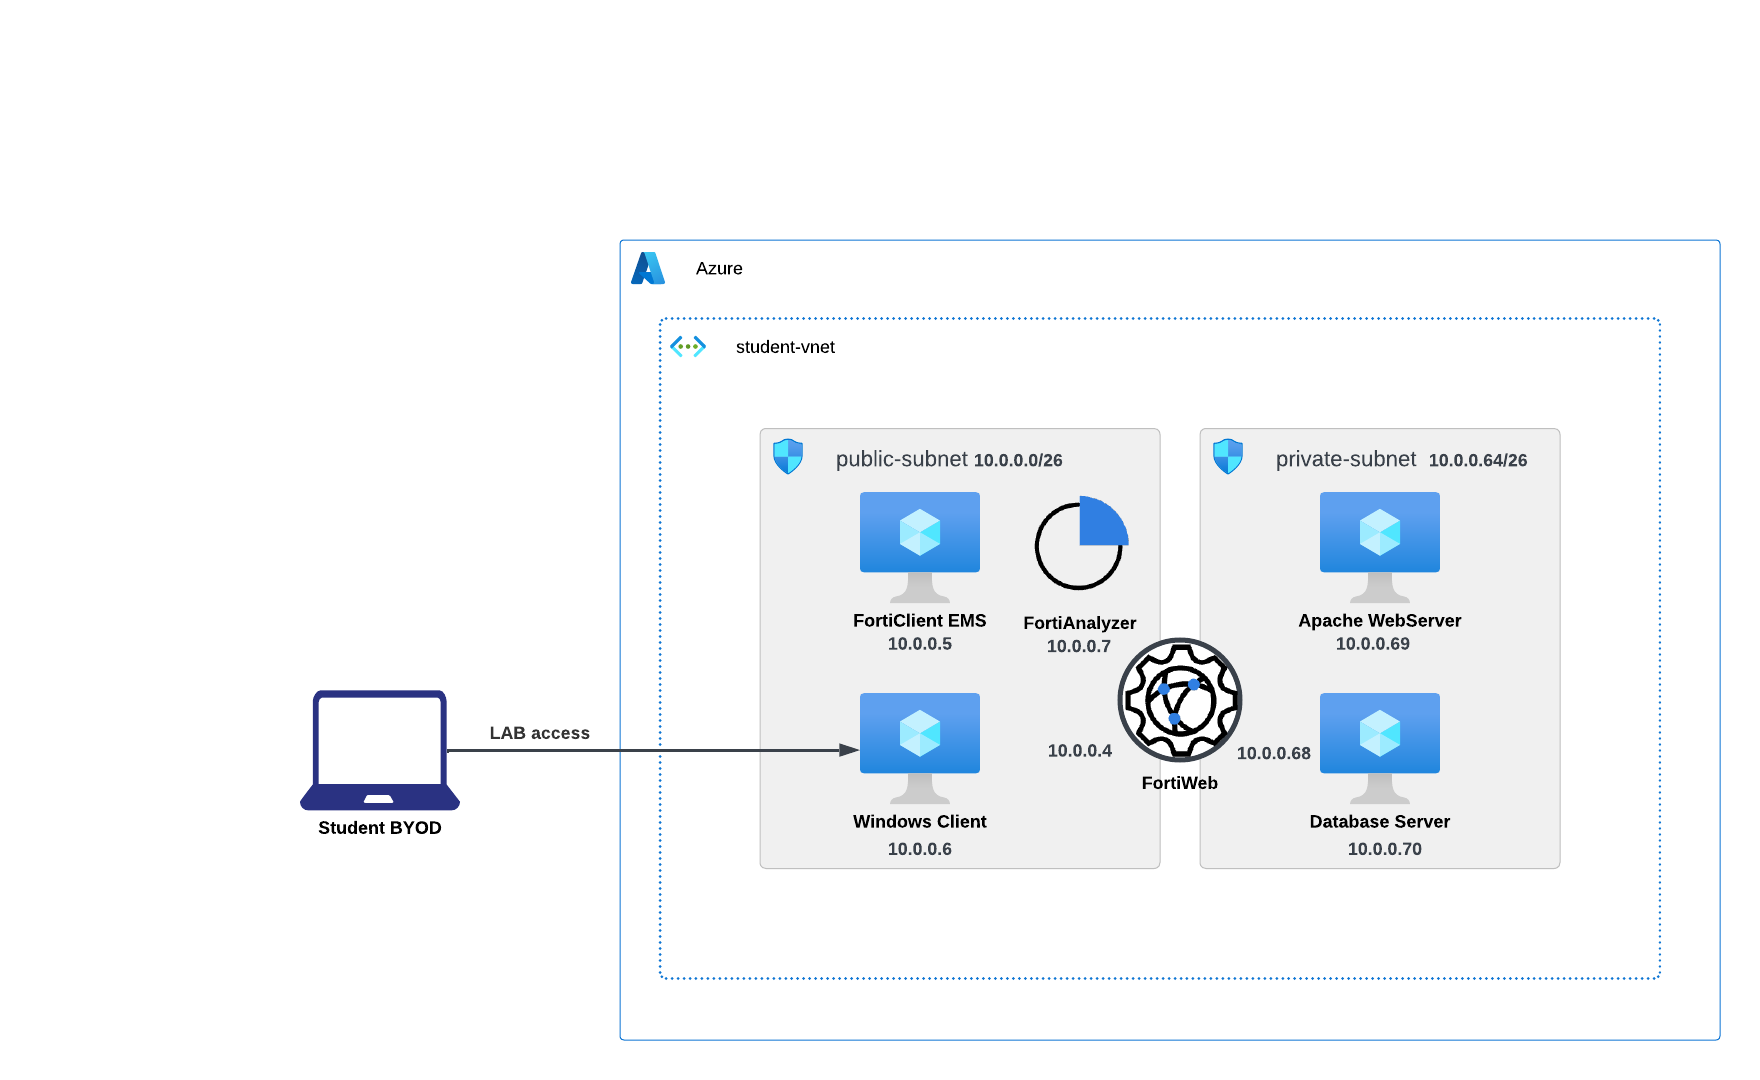 Azure
student-vnet
public-subnet 10.0.0.0/26
private-subnet 10.0.0.64/26
FortiClient EMS
10.0.0.5
FortiAnalyzer
10.0.0.7
Apache WebServer
10.0.0.69
LAB access
10.0.0.4
10.0.0.68
FortiWeb
Student BYOD
Windows Client
10.0.0.6
Database Server
10.0.0.70